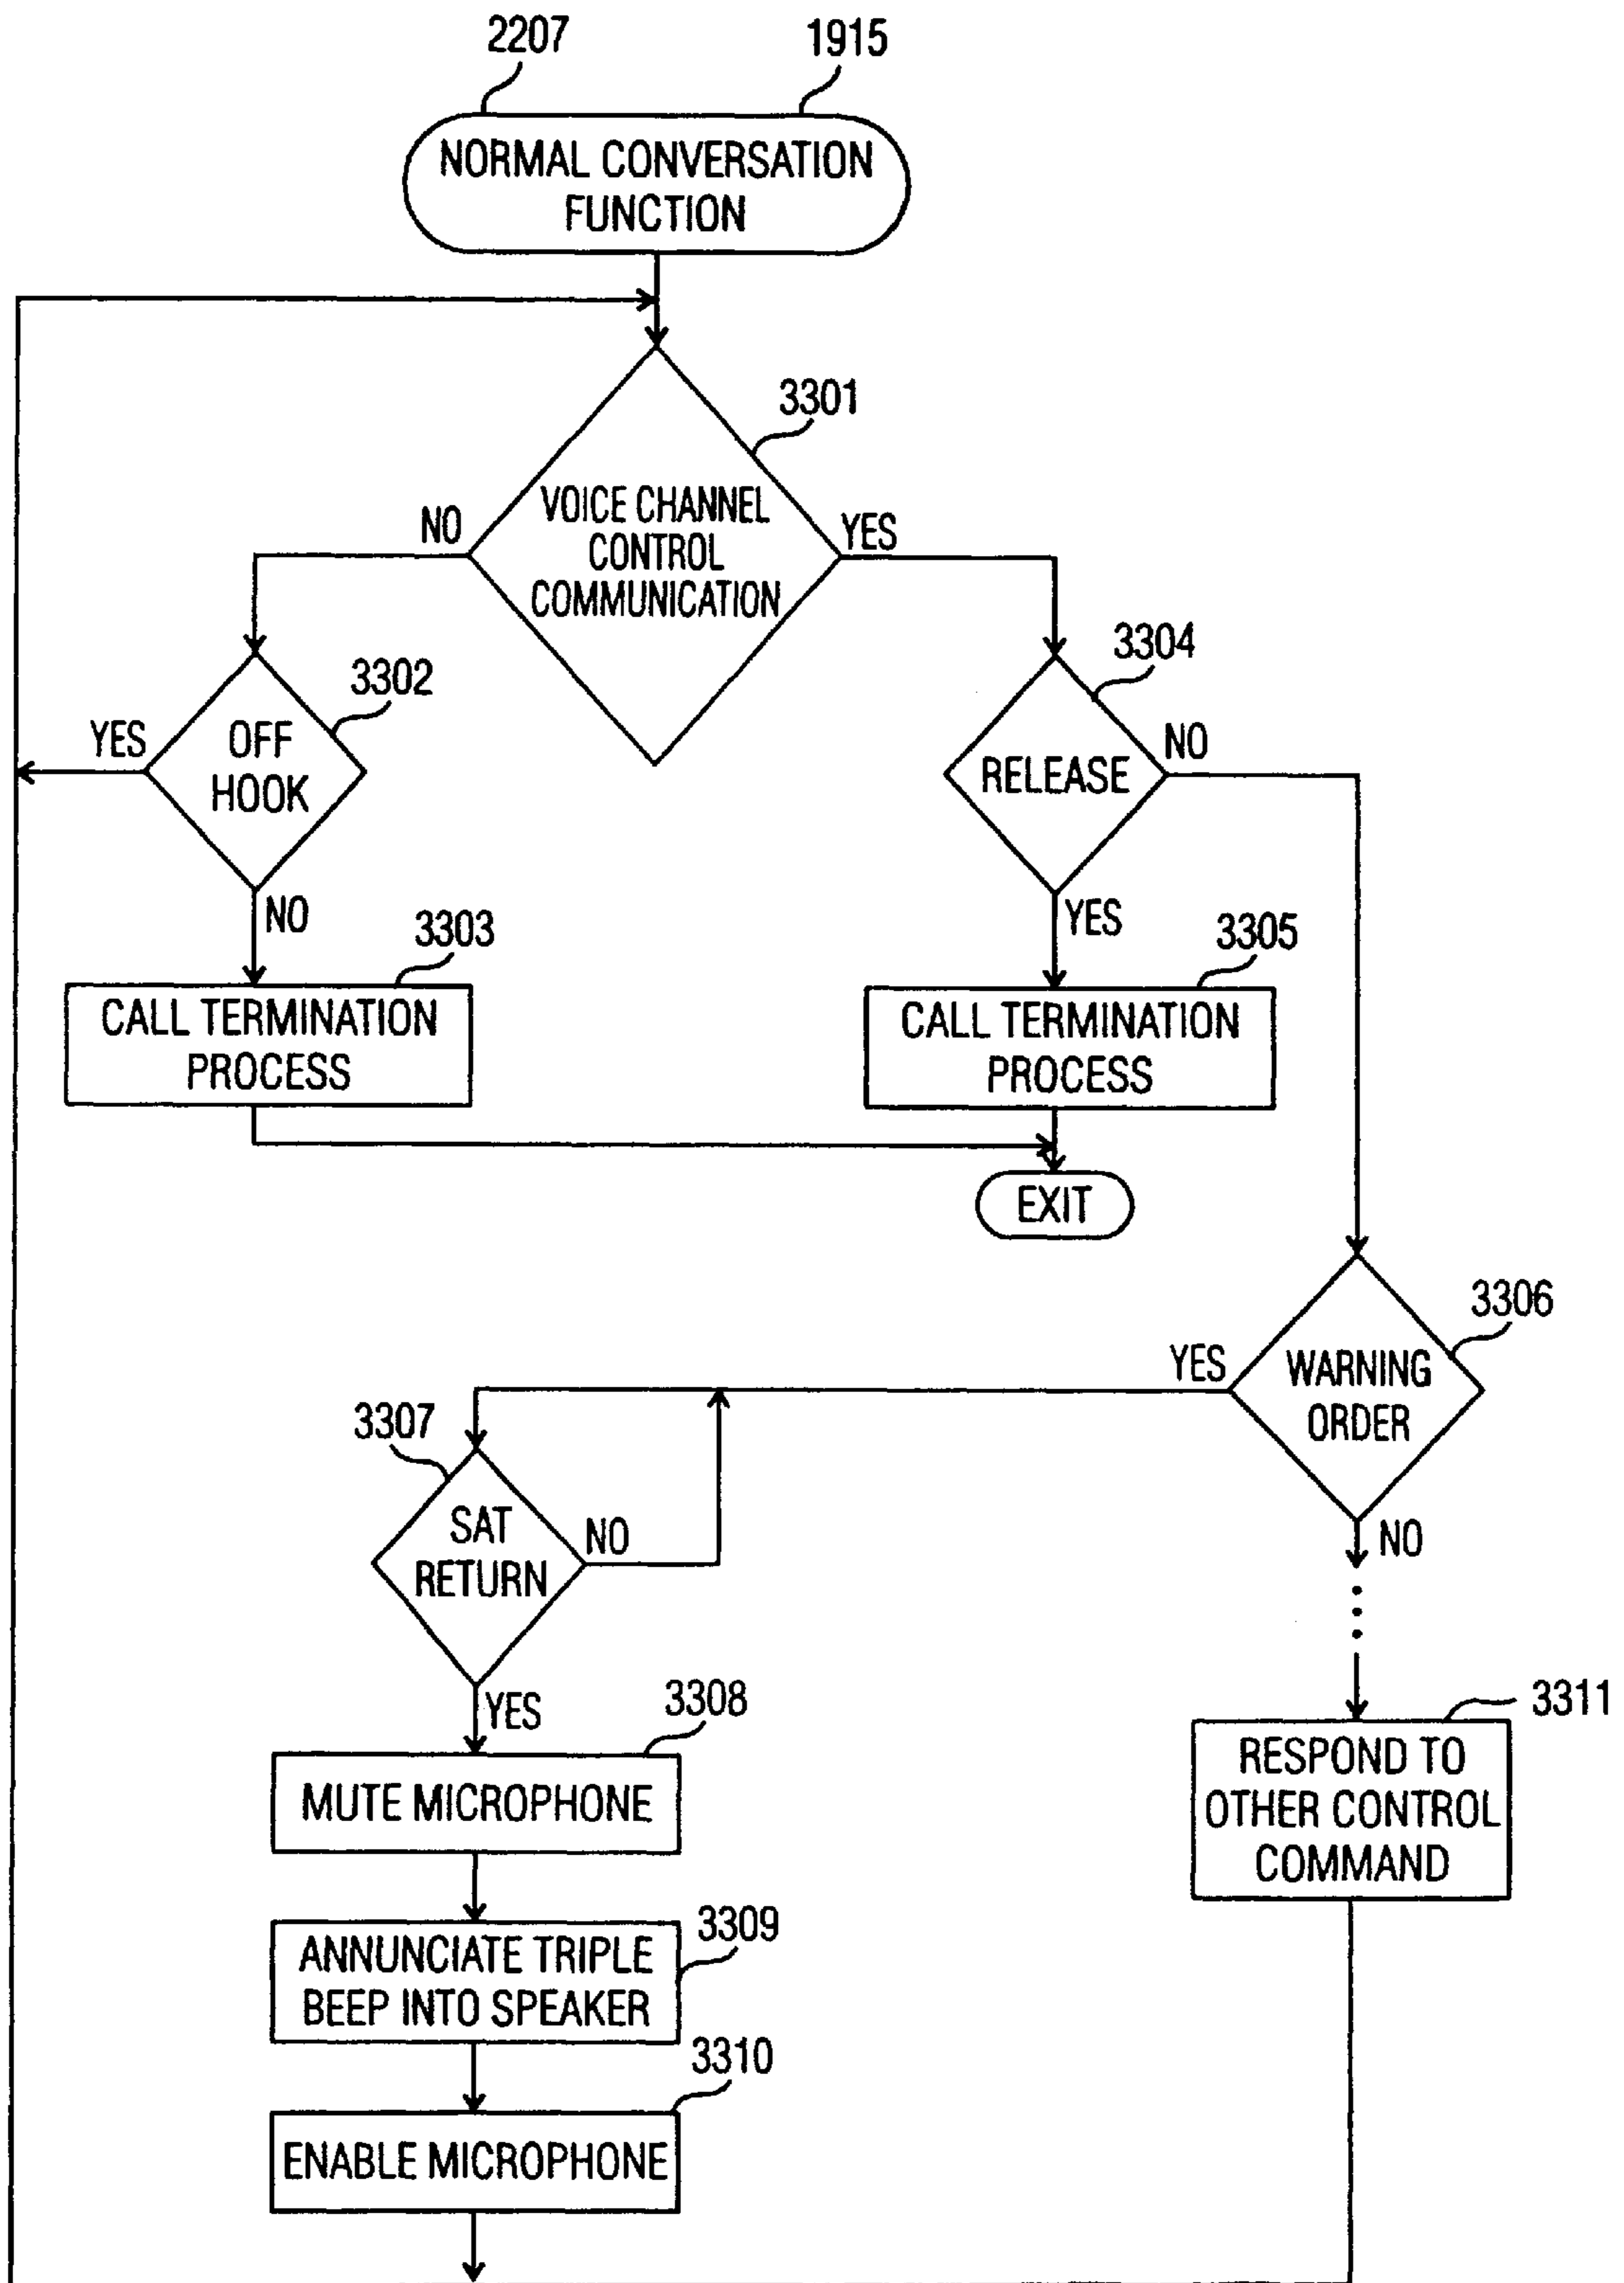 2207
1915
NORMAL CONVERSATION
FUNCTION
3301
VOICE CHANNEL
CONTROL
COMMUNICATION
NO
YES
3302
OFF
HOOK
YES
NO
3304
RELEASE
NO
YES
3303
CALL TERMINATION
PROCESS
3305
CALL TERMINATION
PROCESS
EXIT
3306
WARNING
ORDER
YES
NO
3307
SAT
RETURN
NO
YES
3308
MUTE MICROPHONE
3311
RESPOND TO
OTHER CONTROL
COMMAND
3309
ANNUNCIATE TRIPLE
BEEP INTO SPEAKER
3310
ENABLE MICROPHONE